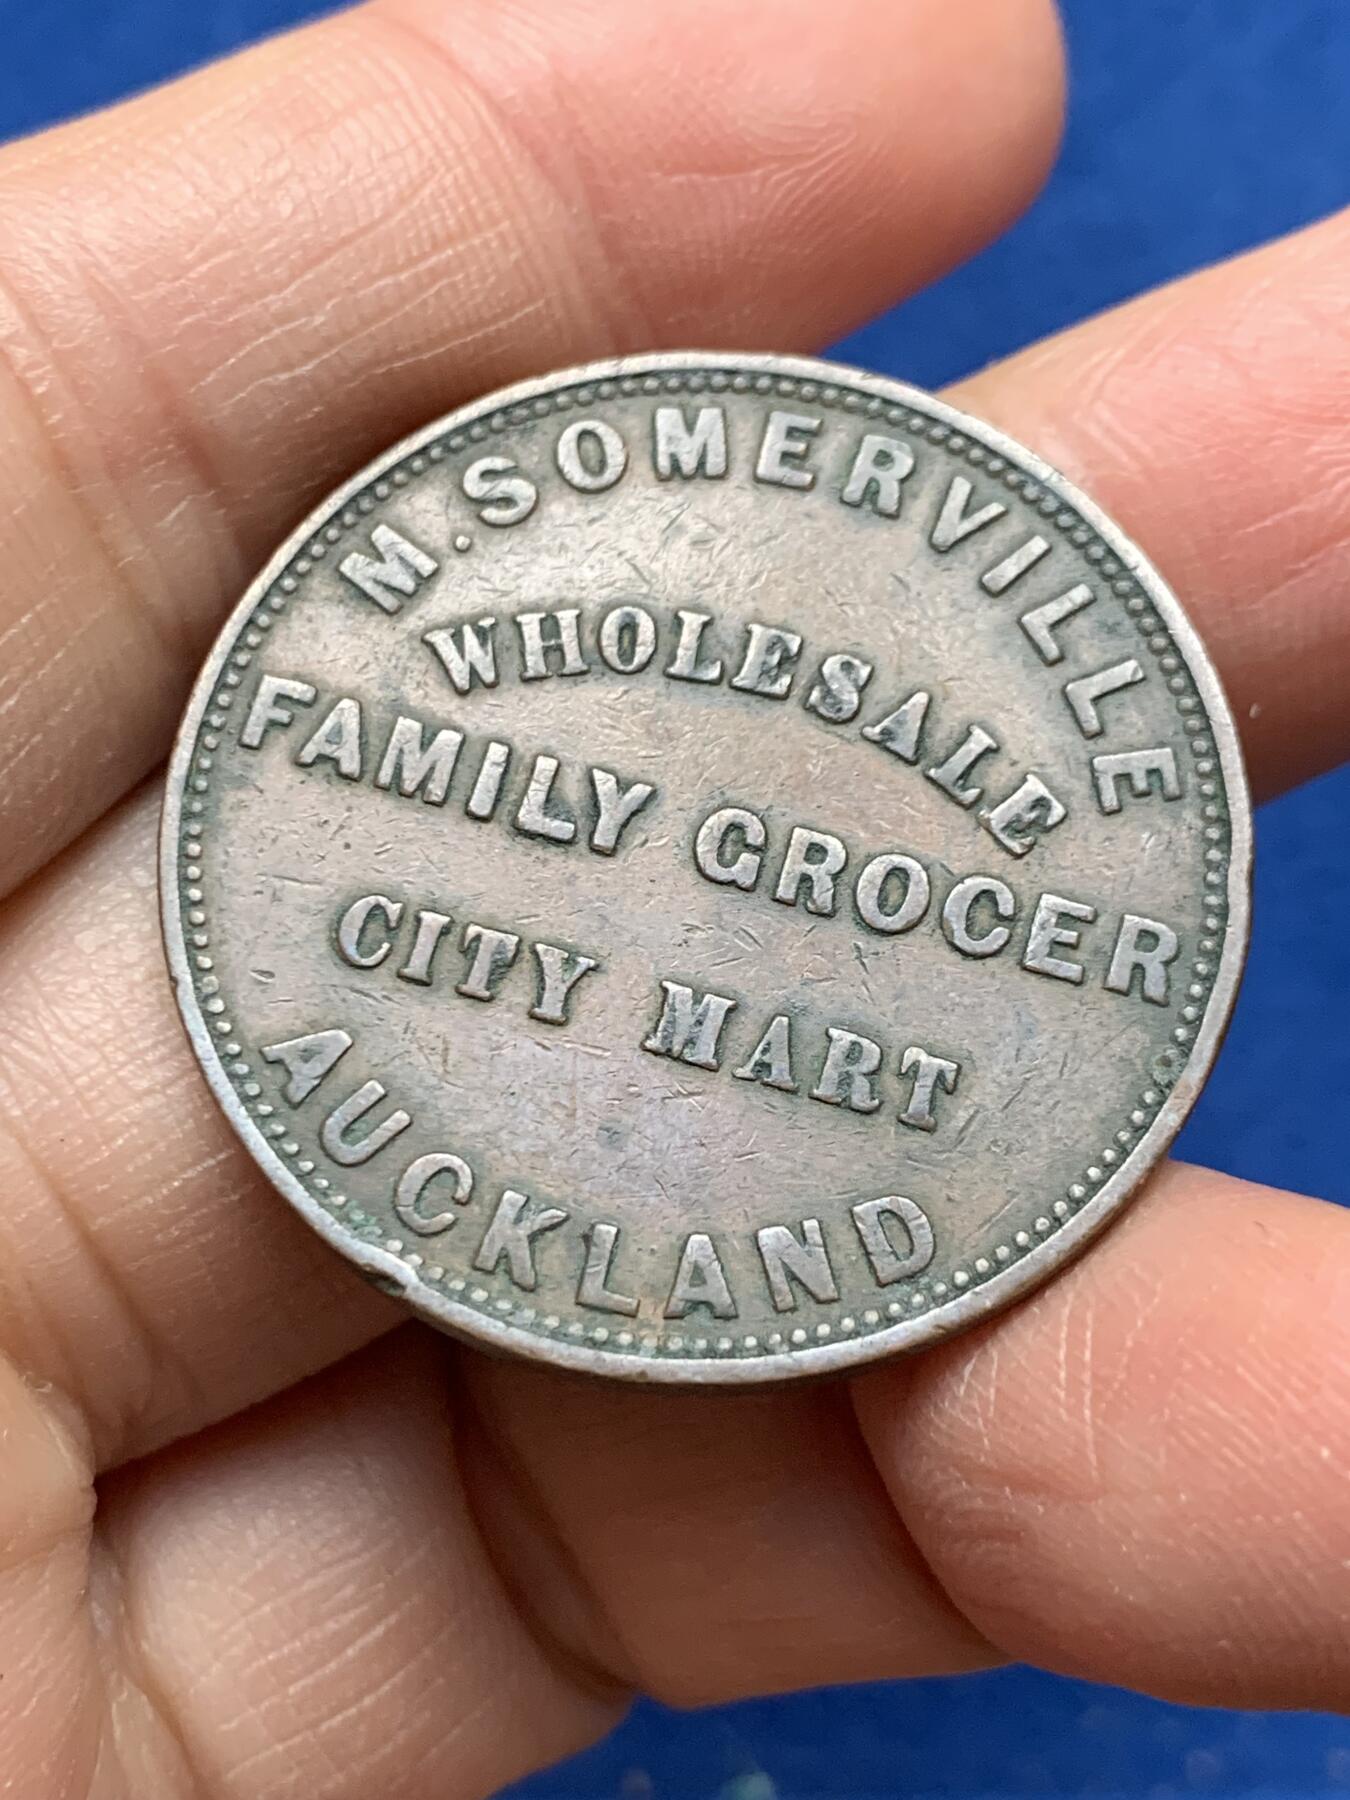 M. SOMERVILLE
WHOLESALE
FAMILY GROCER
CITY MART
AUCKLAND